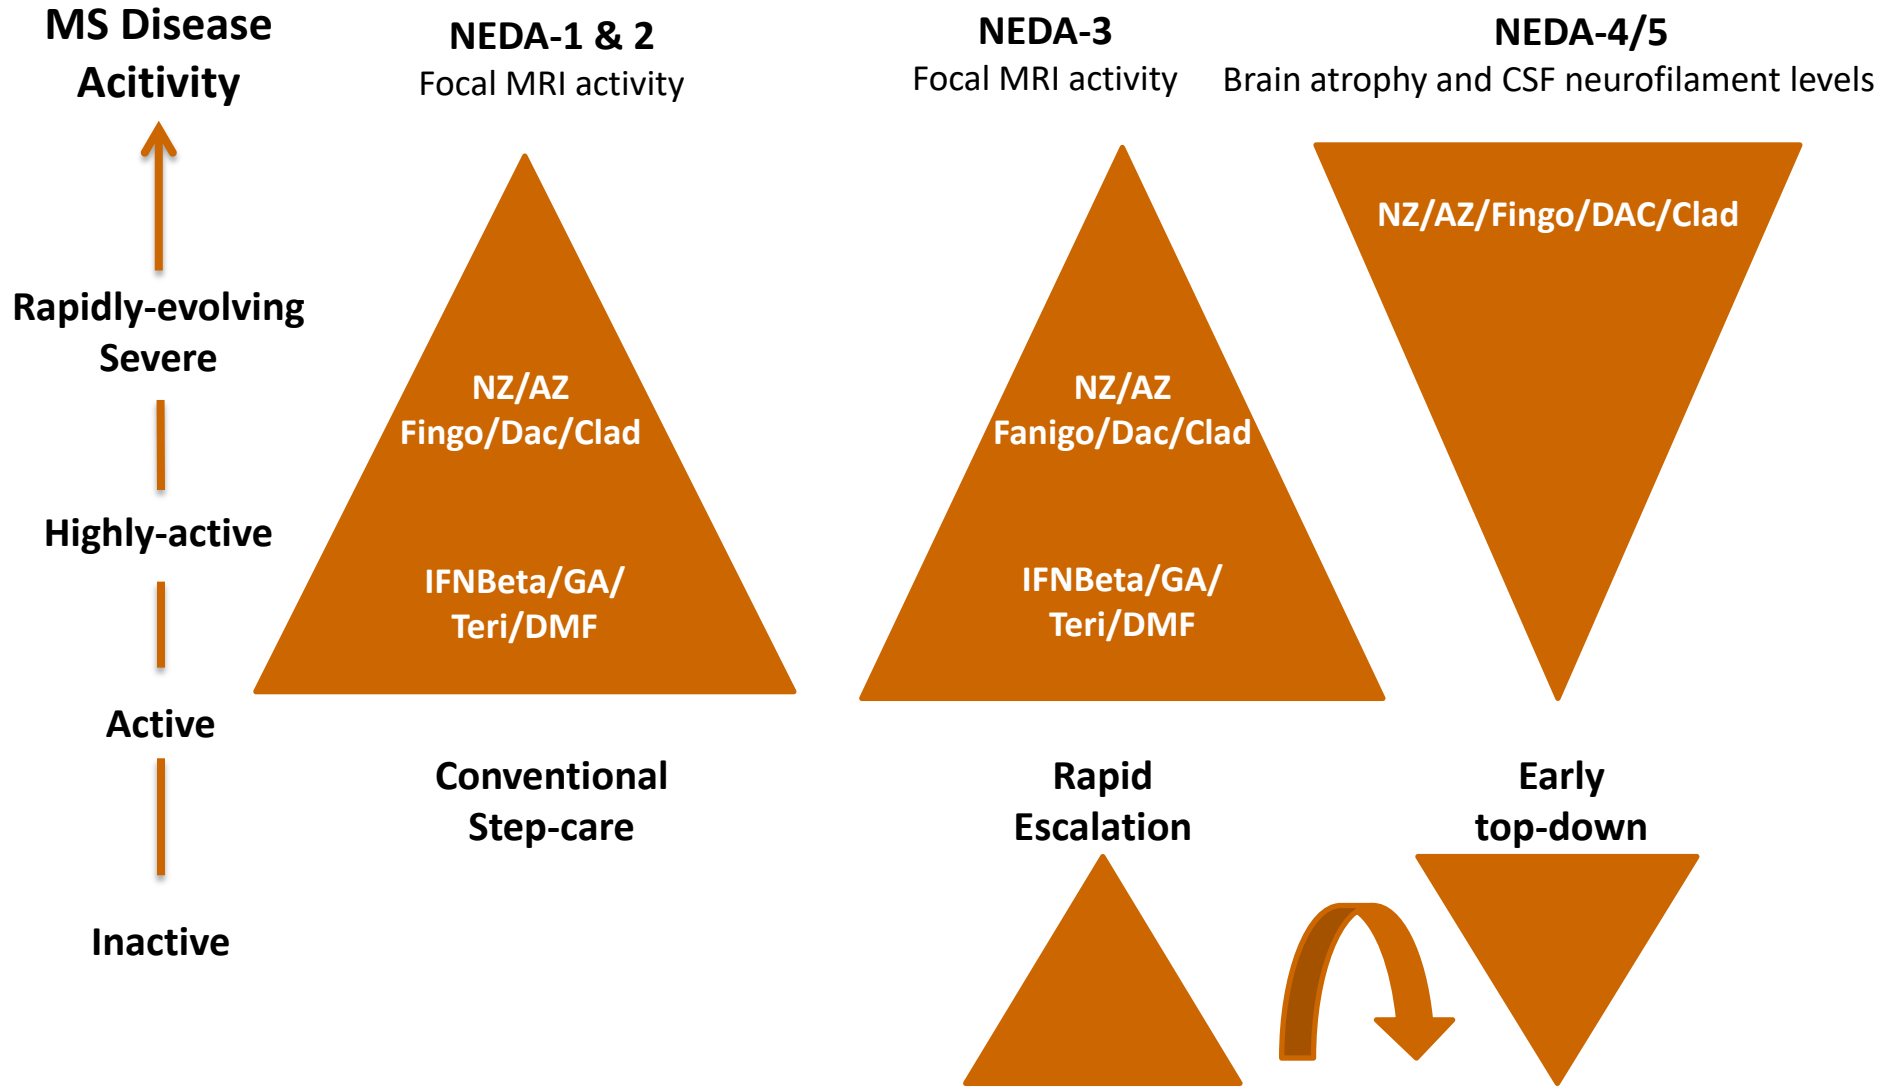 MS Disease
Acitivity
Rapidly-evolving
Severe
Highly-active
Active
Inactive
NEDA-1 & 2
Focal MRI activity
NZ/AZ
Fingo/Dac/Clad
IFNBeta/GA/
Teri/DMF
Conventional
Step-care
NEDA-3
Focal MRI activity
NZ/AZ
Fanigo/Dac/Clad
IFNBeta/GA/
Teri/DMF
Rapid
Escalation
NEDA-4/5
Brain atrophy and CSF neurofilament levels
NZ/AZ/Fingo/DAC/Clad
Early
top-down